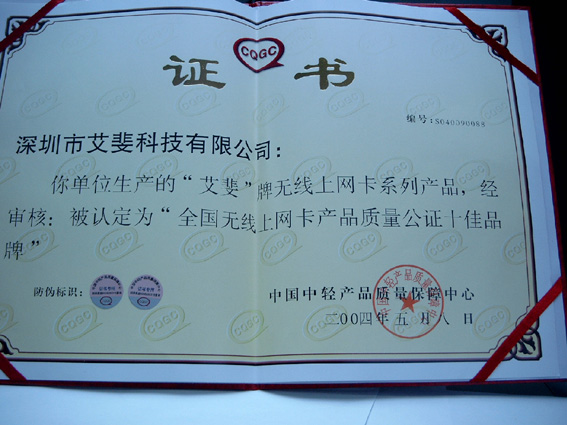 CQGC
证 书
编号:S040090088
深圳市艾斐科技有限公司:
你单位生产的“艾斐”牌无线上网卡系列产品,经
审核:被认定为“全国无线上网卡产品质量公证十佳品
牌”
防伪标识:
中国中轻产品质量保障中心
二00四年五月八日